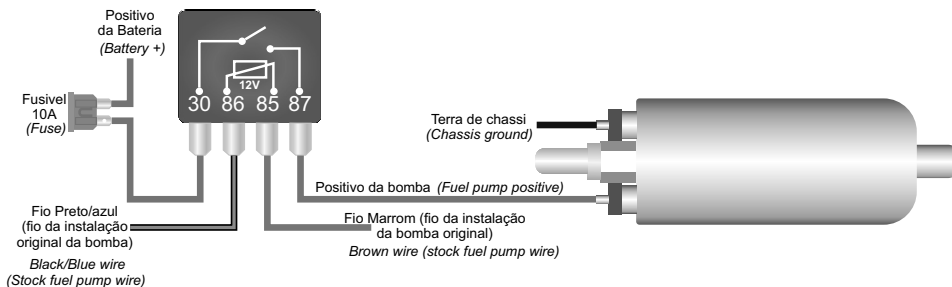 Positivo
da Bateria
(Battery +)
Fusivel
10A
(Fuse)
12V
30 86 85 87
Terra de chassi
(Chassis ground)
Positivo da bomba (Fuel pump positive)
Fio Preto/azul
(fio da instalação
original da bomba)
Black/Blue wire
(Stock fuel pump wire)
Fio Marrom (fio da instalação
da bomba original)
Brown wire (stock fuel pump wire)